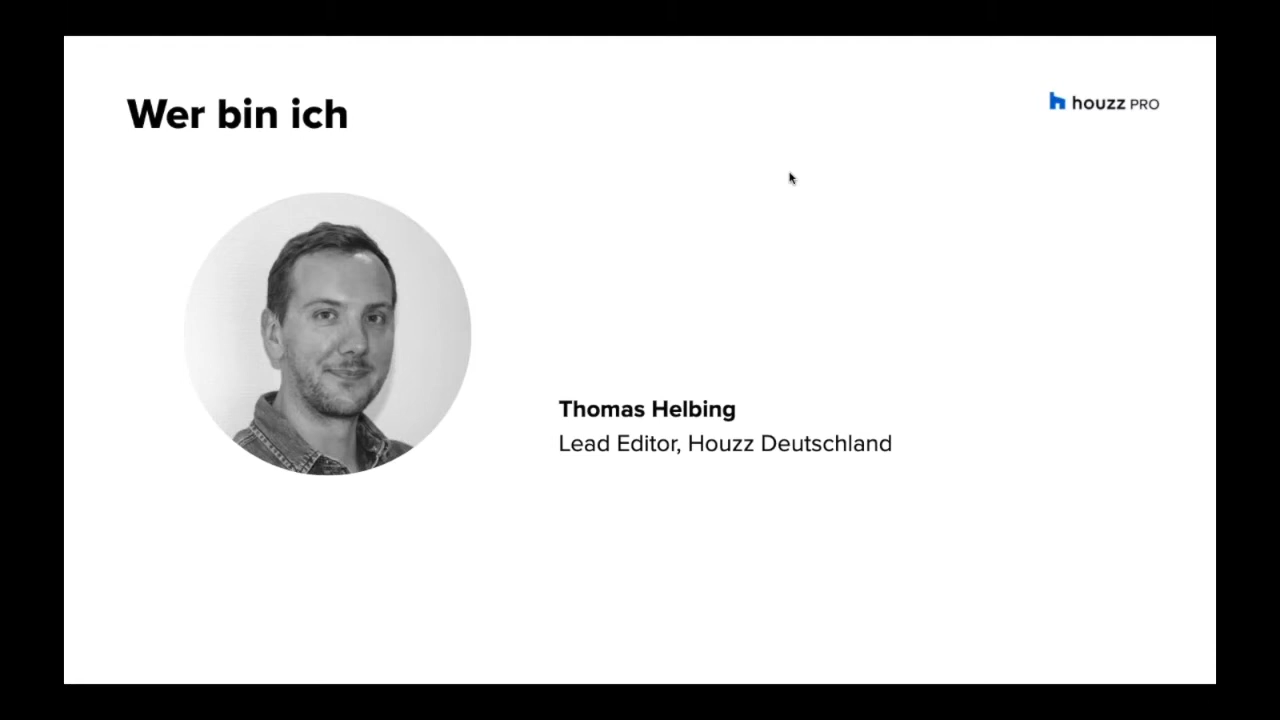 Wer bin ich
houzz PRO
Thomas Helbing
Lead Editor, Houzz Deutschland